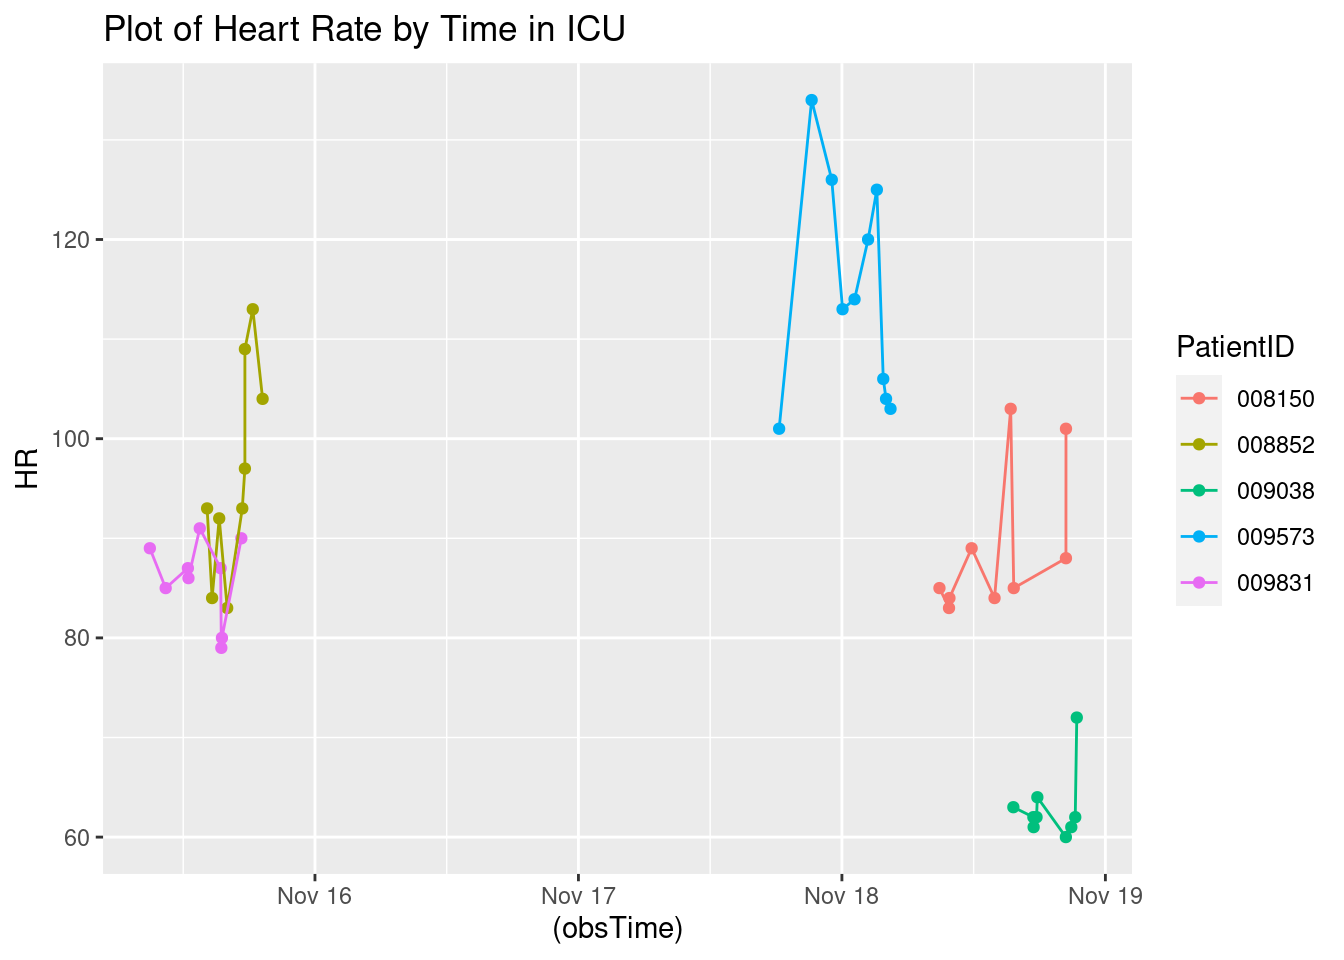 Plot of Heart Rate by Time in ICU
HR
120
100
80
60
Nov 16
Nov 17
Nov 18
Nov 19
(obsTime)
PatientID
008150
008852
009038
009573
009831